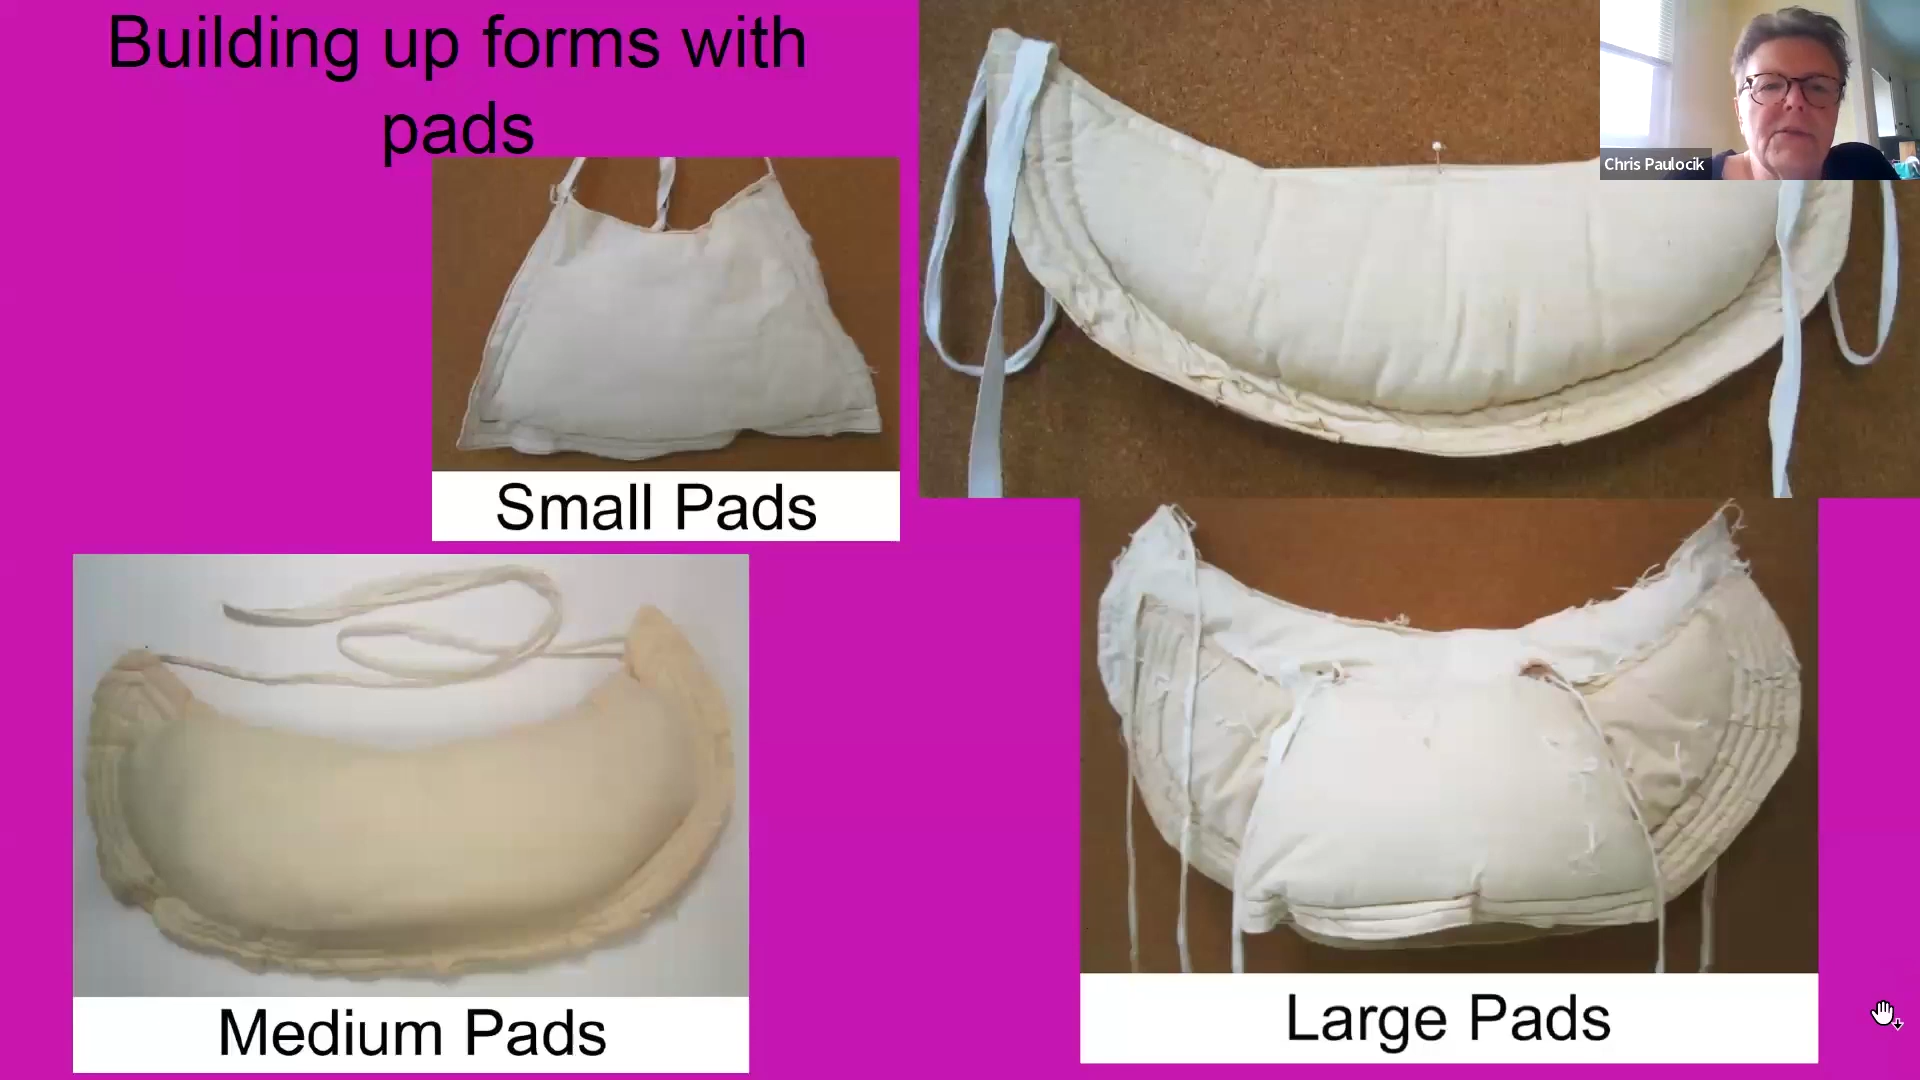 Building up forms with
pads
Chris Paulocik
Small Pads
Medium Pads
Large Pads